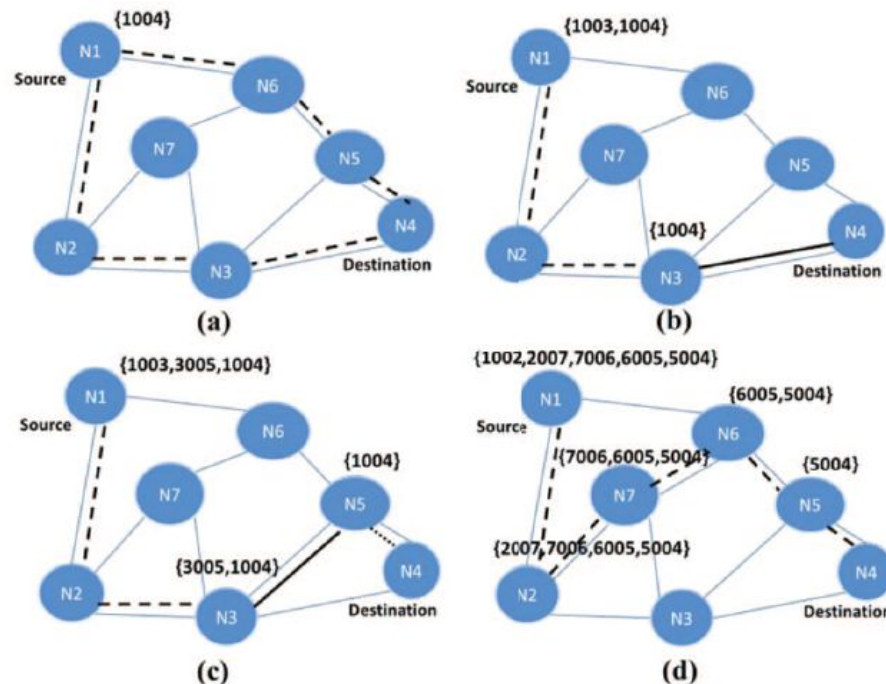 {1004}
N1
Source
N6
N7
N5
N2
N3
N4
Destination
(a)
{1003,1004}
N1
Source
N6
N7
N5
{1004}
N2
N3
N4
Destination
(b)
{1003,3005,1004}
N1
Source
N6
{1004}
N7
N5
{3005,1004}
N2
N3
N4
Destination
(c)
{1002,2007,7006,6005,5004}
N1
Source
{6005,5004}
N6
{7006,6005,5004}
{5004}
N7
N5
{2007,7006,6005,5004}
N2
N3
N4
Destination
(d)